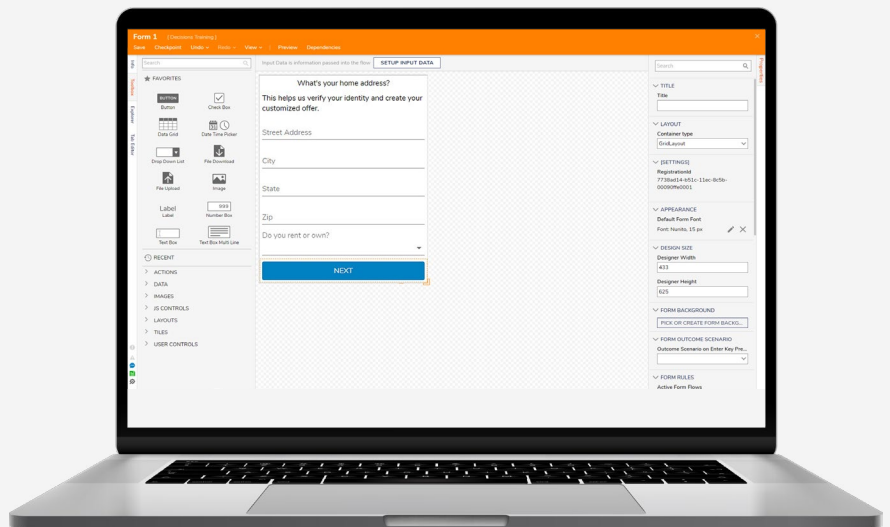 Form 1 (Decisions Training)
Save Checkpoint Undo Redo View | Preview Dependencies
Info
Toolbox
Explorer
Tab Editor
Search
FAVORITES
BUTTON
Button
Check Box
Data Grid
Date Time Picker
Drop Down List
File Download
File Upload
Image
Label
Label
Number Box
Text Box
Text Box Multi Line
RECENT
ACTIONS
DATA
IMAGES
JS CONTROLS
LAYOUTS
TILES
USER CONTROLS
Input Data is information passed into the flow SETUP INPUT DATA
What's your home address?
This helps us verify your identity and create your
customized offer.
Street Address
City
State
Zip
Do you rent or own?
NEXT
Search
Properties
TITLE
Title
LAYOUT
Container type
GridLayout
[SETTINGS]
RegistrationId
APPEARANCE
Default Form Font
Font: Nunito, 15 px
DESIGN SIZE
Designer Width
433
Designer Height
625
FORM BACKGROUND
PICK OR CREATE FORM BACKG...
FORM OUTCOME SCENARIO
Outcome Scenario on Enter Key Pre...
FORM RULES
Active Form Flows